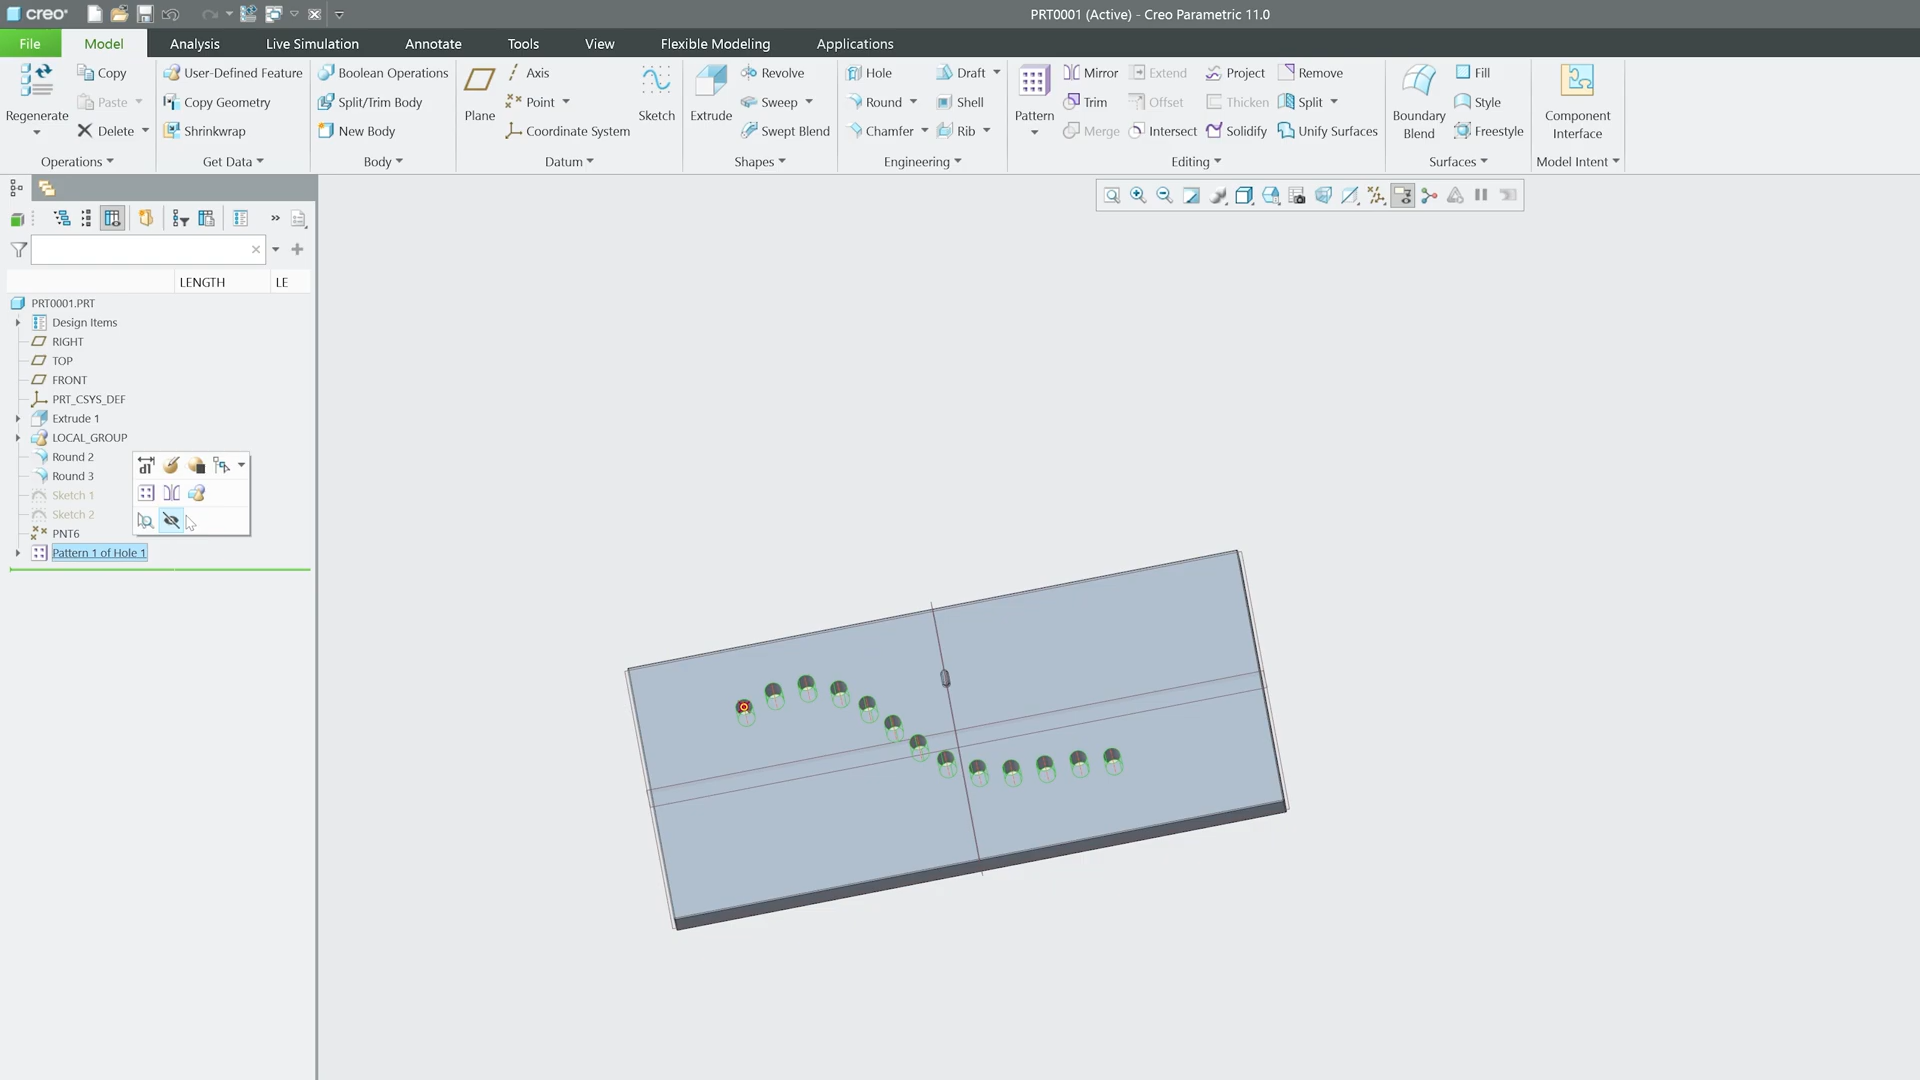 creo
PRT0001 (Active) - Creo Parametric 11.0
File Model Analysis Live Simulation Annotate Tools View Flexible Modeling Applications
Regenerate
Copy
Paste
Delete
Operations
User-Defined Feature
Copy Geometry
Shrinkwrap
Get Data
Boolean Operations
Split/Trim Body
New Body
Body
Plane
Axis
Point
Coordinate System
Sketch
Datum
Extrude
Revolve
Sweep
Swept Blend
Shapes
Hole
Round
Chamfer
Draft
Shell
Rib
Engineering
Pattern
Mirror
Trim
Merge
Extend
Offset
Intersect
Project
Thicken
Solidify
Remove
Split
Unify Surfaces
Editing
Boundary
Blend
Fill
Style
Freestyle
Surfaces
Component
Interface
Model Intent
LENGTH LE
PRT0001.PRT
Design Items
RIGHT
TOP
FRONT
PRT_CSYS_DEF
Extrude 1
LOCAL_GROUP
Round 2
Round 3
Sketch 1
Sketch 2
PNT6
Pattern 1 of Hole 1